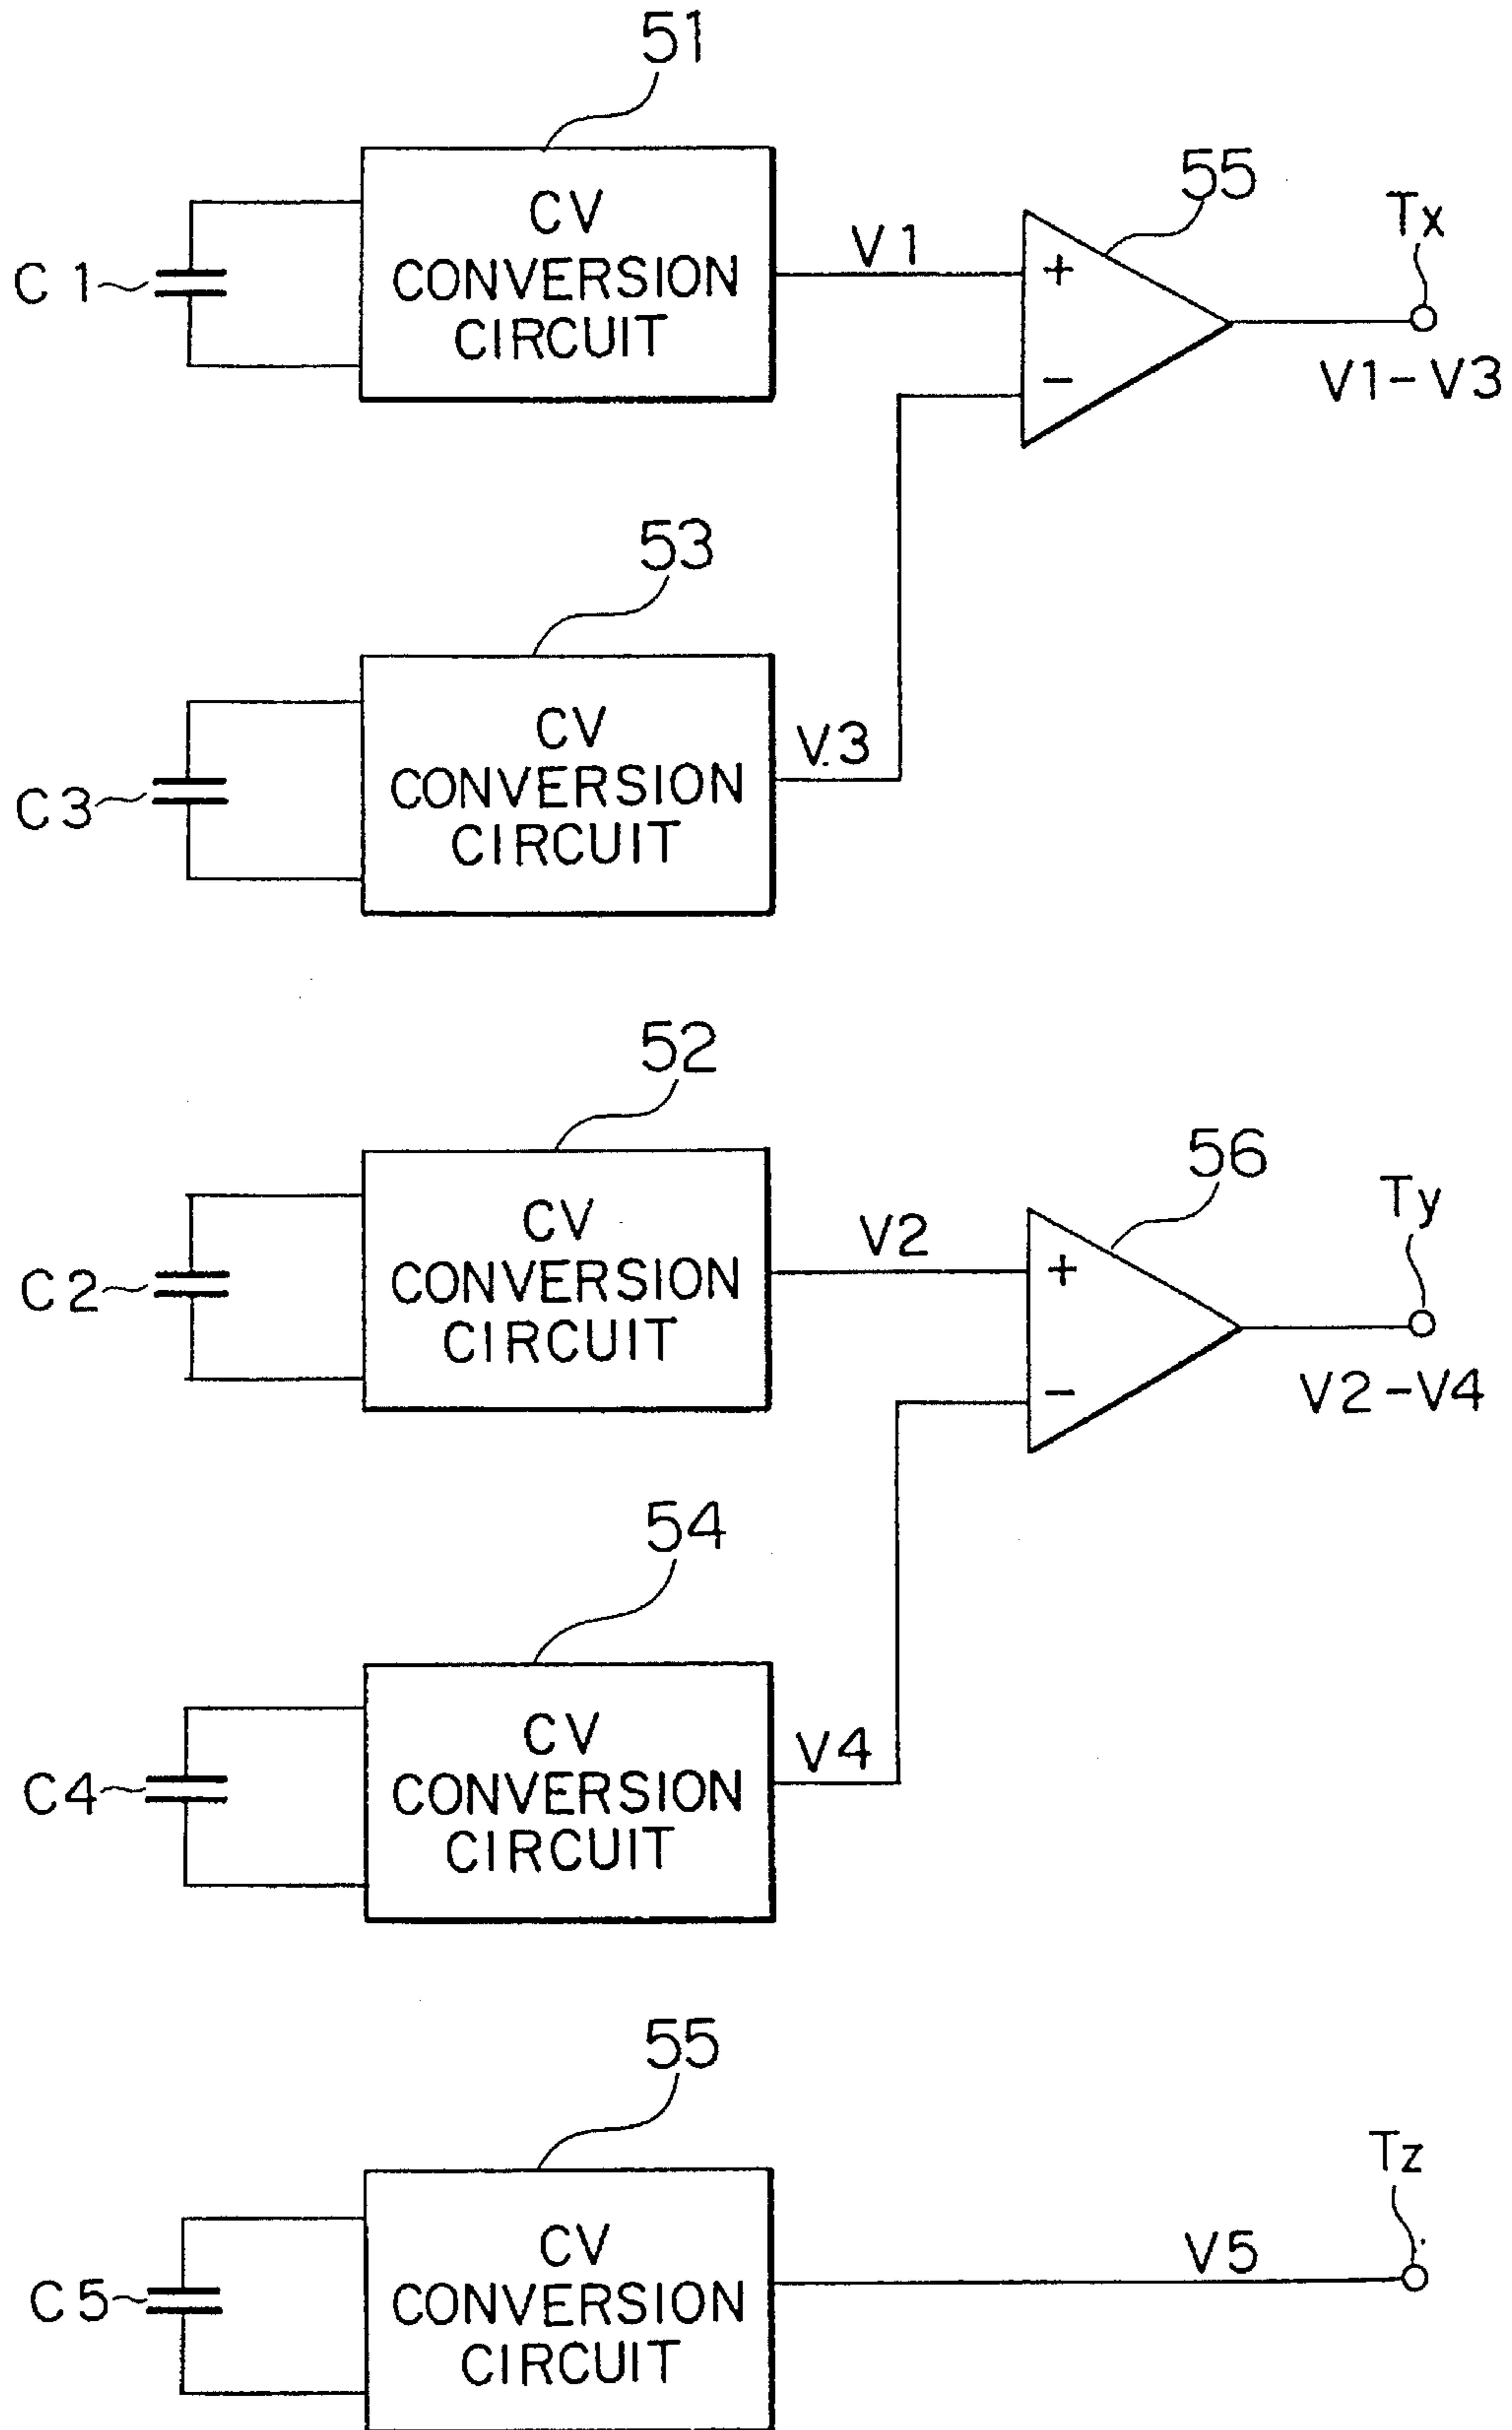 51
CV
CONVERSION
CIRCUIT
C1
V1
55
+
-
Tx
V1-V3
53
CV
CONVERSION
CIRCUIT
C3
V3
52
CV
CONVERSION
CIRCUIT
C2
V2
56
+
-
Ty
V2-V4
54
CV
CONVERSION
CIRCUIT
C4
V4
55
CV
CONVERSION
CIRCUIT
C5
V5
Tz